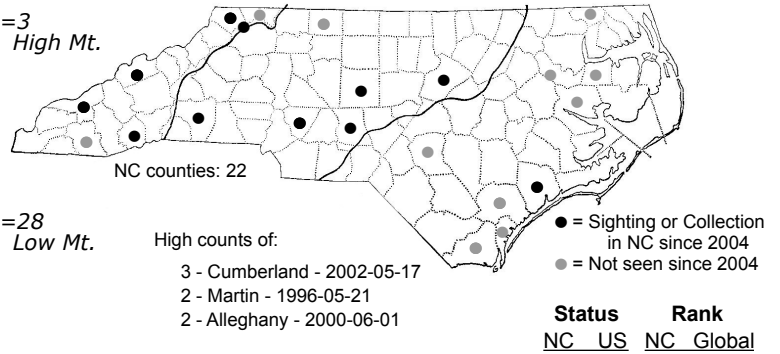 =3
High Mt.
NC counties: 22
=28
Low Mt.
High counts of:
3 - Cumberland - 2002-05-17
2 - Martin - 1996-05-21
2 - Alleghany - 2000-06-01
= Sighting or Collection
in NC since 2004
= Not seen since 2004
Status Rank
NC US NC Global